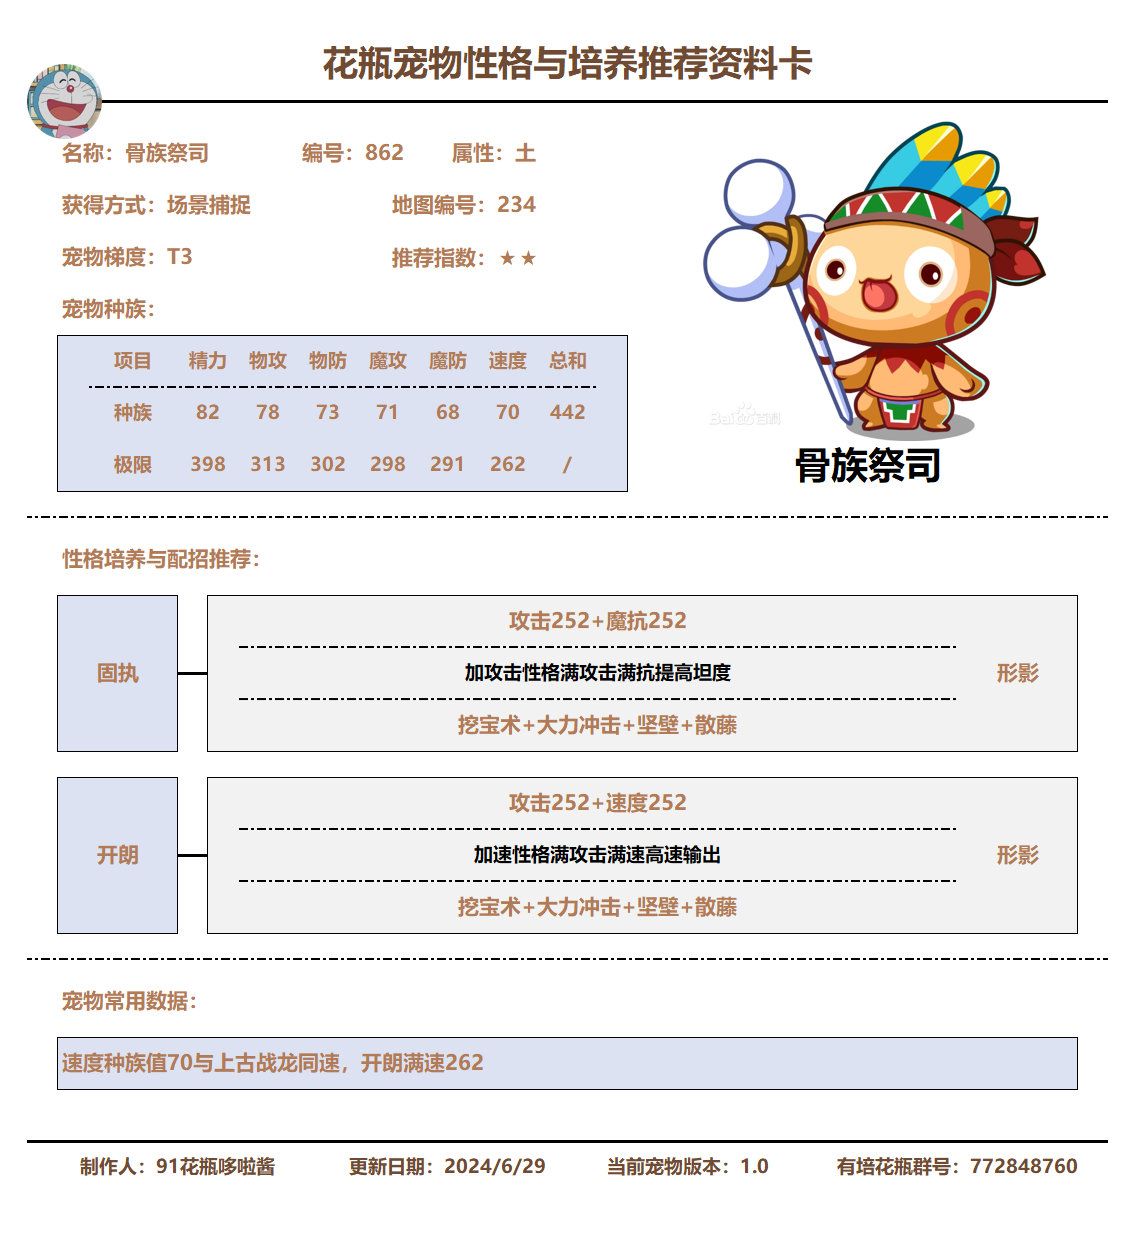 花瓶宠物性格与培养推荐资料卡
名称：骨族祭司 编号：862 属性：土
获得方式：场景捕捉 地图编号：234
宠物梯度：T3 推荐指数：★★
宠物种族：
项目 精力 物攻 物防 魔攻 魔防 速度 总和
种族 82 78 73 71 68 70 442
极限 398 313 302 298 291 262 /
Baidu百科
骨族祭司
性格培养与配招推荐：
攻击252+魔抗252
固执 加攻击性格满攻击满抗提高坦度 形影
挖宝术+大力冲击+坚壁+散藤
攻击252+速度252
开朗 加速性格满攻击满速高速输出 形影
挖宝术+大力冲击+坚壁+散藤
宠物常用数据：
速度种族值70与上古战龙同速，开朗满速262
制作人：91花瓶哆啦酱 更新日期：2024/6/29 当前宠物版本：1.0 有培花瓶群号：772848760